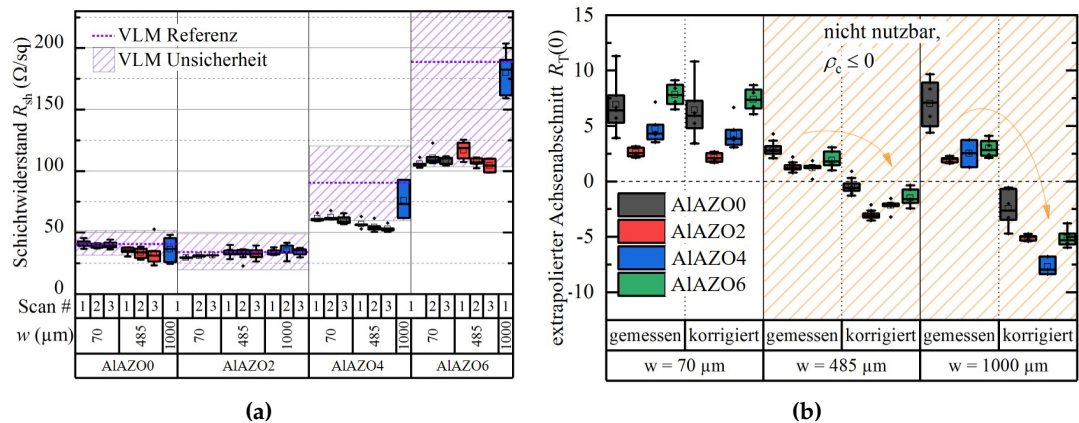 (a)
VLM Referenz
VLM Unsicherheit
Schichtwiderstand R_sh (Ω/sq)
200
150
100
50
0
Scan # 1 2 3 1 2 3 1 1 2 3 1 2 3 1 2 3 1 2 3 1 2 3 1 1 2 3 1 2 3 1
w (µm) 70 485 1000 70 485 1000 70 485 1000 70 485 1000
AlAZO0 AlAZO2 AlAZO4 AlAZO6
(a)
b)
nicht nutzbar,
ρ_c ≤ 0
extrapolierter Achsenabschnitt R_T(0)
15
10
5
0
-5
-10
AlAZO0
AlAZO2
AlAZO4
AlAZO6
gemessen korrigiert gemessen korrigiert gemessen korrigiert
w = 70 µm w = 485 µm w = 1000 µm
(b)